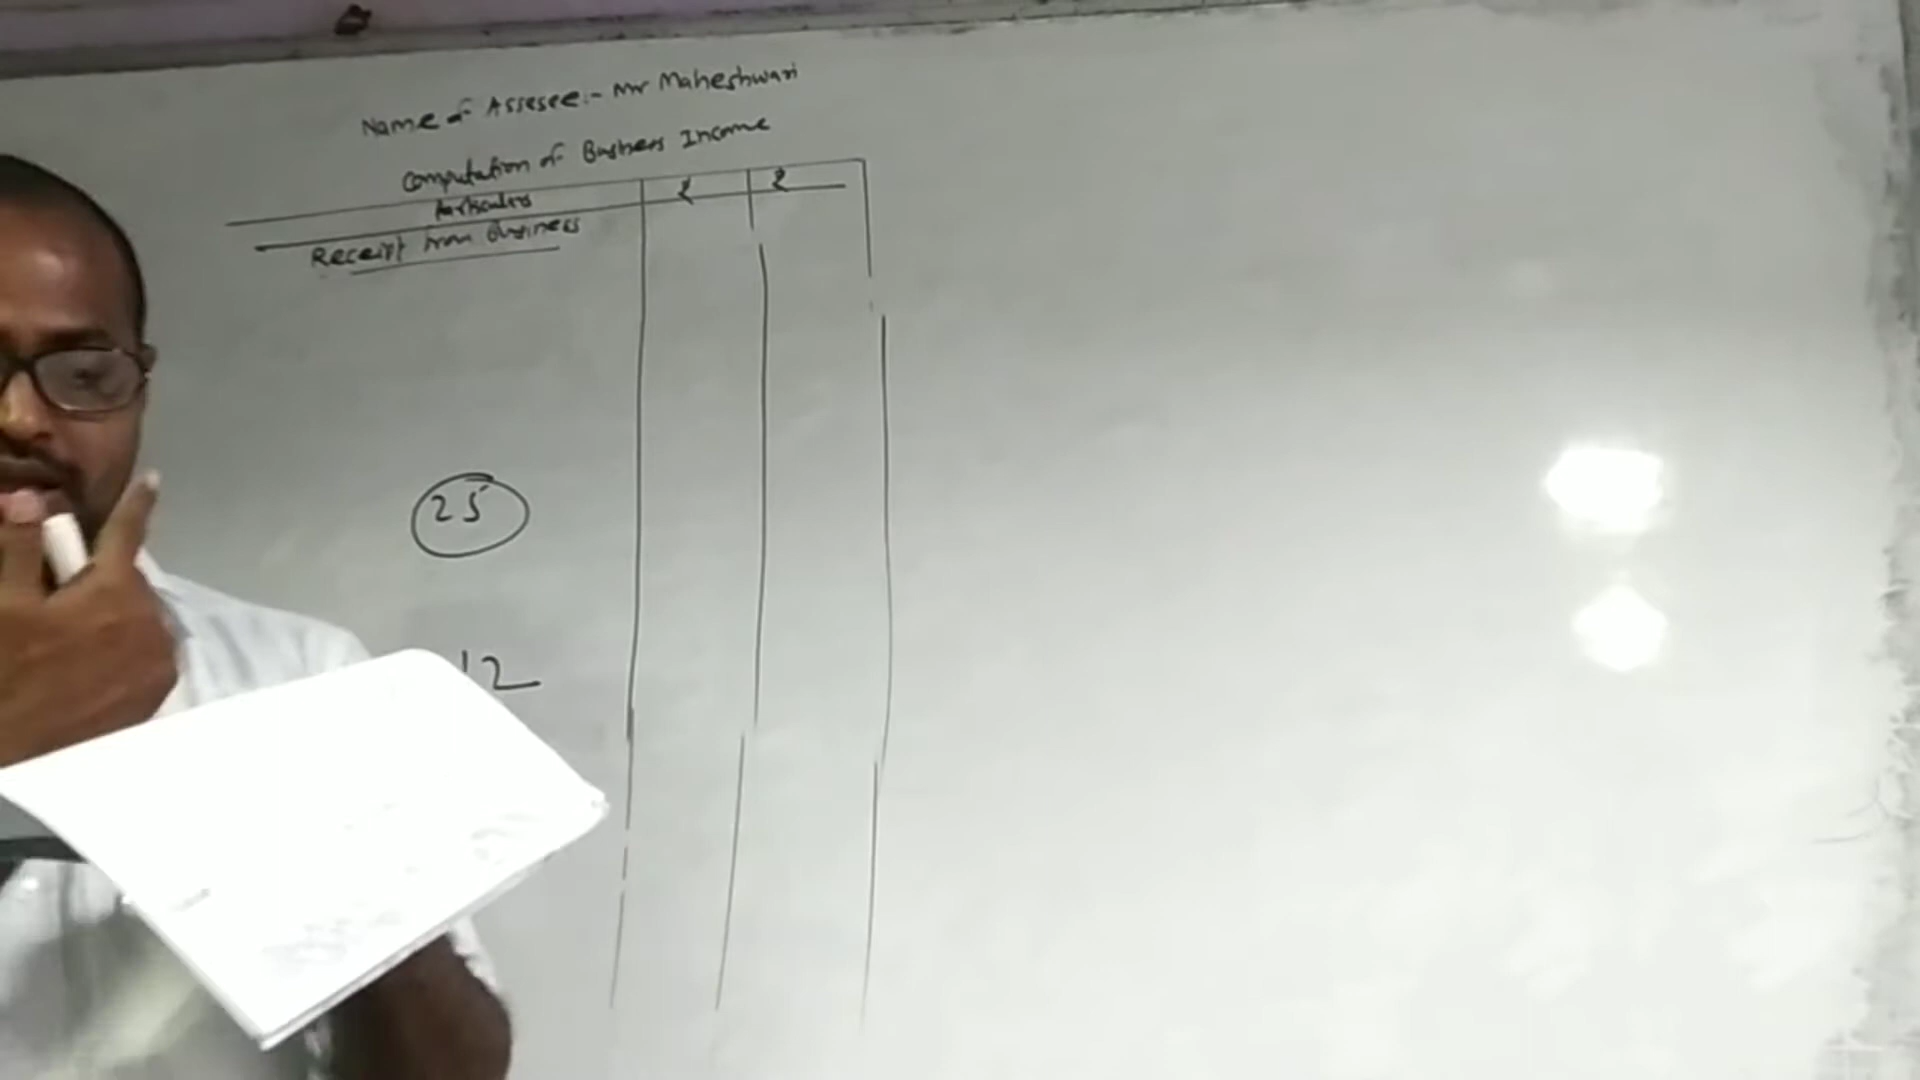 Name of Assesee:- Mr Maheshwari
Computation of Business Income
Particulars ₹ ₹
Receipt from Business
25
12